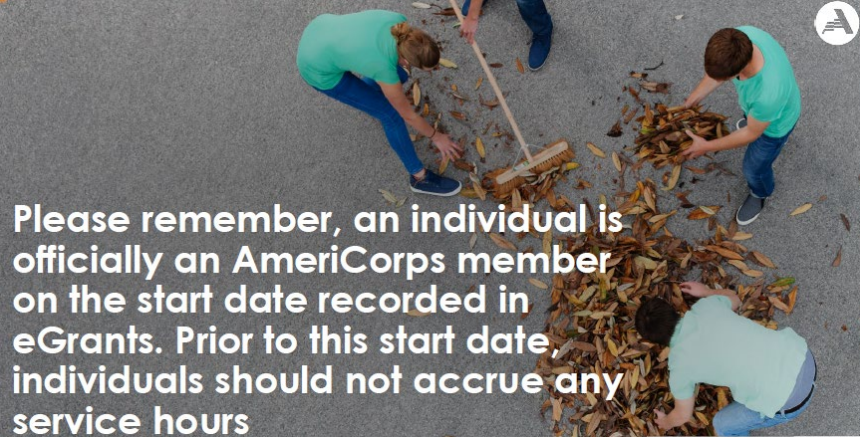 Please remember, an individual is
officially an AmeriCorps member
on the start date recorded in
eGrants. Prior to this start date,
individuals should not accrue any
service hours